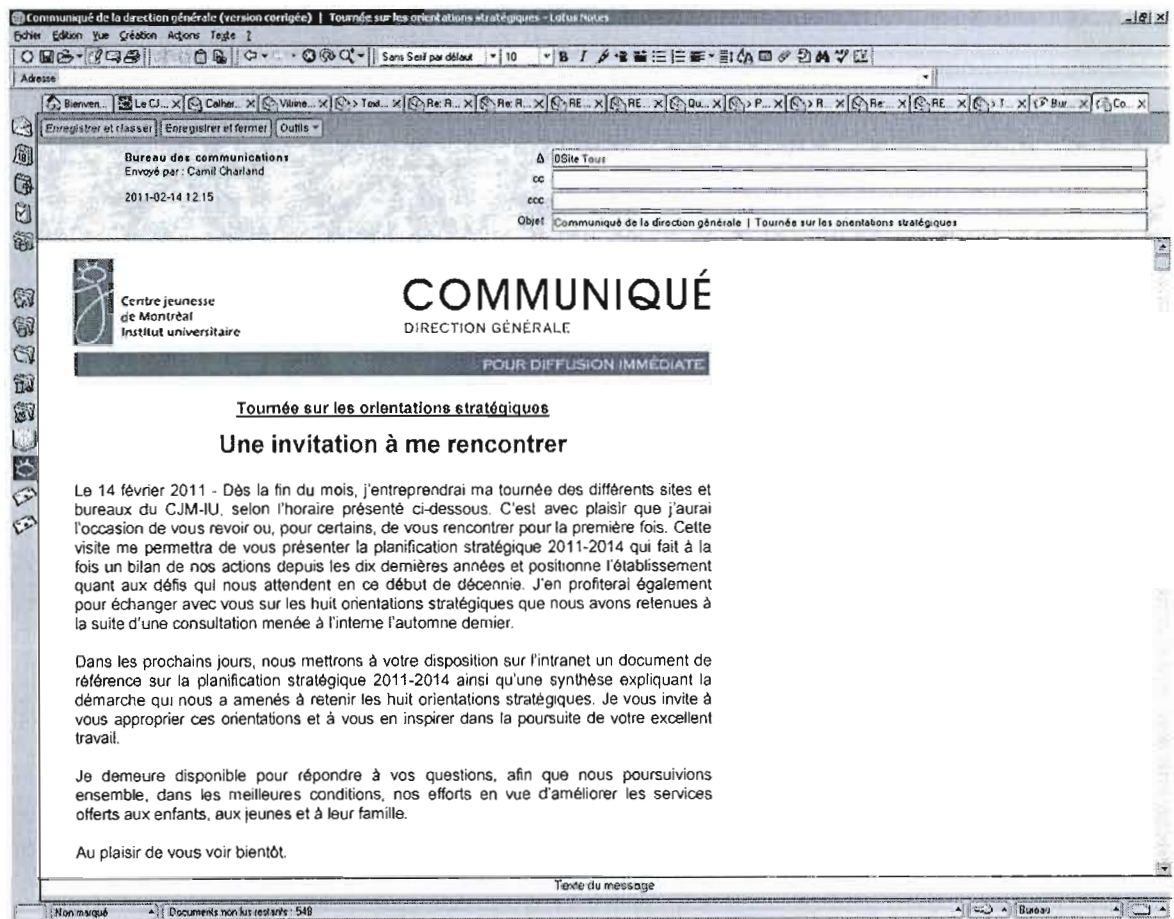 Communiqué de la direction générale (version corrigée) | Tournée sur les orientations stratégiques - Lotus Notes
Fichier Edition Vue Création Actions Texte ?
Sans Serif par défaut 10 B I
Adresse
Bienven... Le CJ... Cather... Vitrine... > Text... Re: R... Re: R... RE... RE... Qu... > P... > R... Re:... RE... > T... Bur... Co...
Enregistrer et classer Enregistrer et fermer Outils
Bureau des communications
Envoyé par : Camil Charland
2011-02-14 12:15
À 0Site Tous
cc
ccc
Objet Communiqué de la direction générale | Tournée sur les orientations stratégiques
Centre jeunesse
de Montréal
Institut universitaire
COMMUNIQUÉ
DIRECTION GÉNÉRALE
POUR DIFFUSION IMMÉDIATE
Tournée sur les orientations stratégiques
Une invitation à me rencontrer
Le 14 février 2011 - Dès la fin du mois, j'entreprendrai ma tournée des différents sites et
bureaux du CJM-IU, selon l'horaire présenté ci-dessous. C'est avec plaisir que j'aurai
l'occasion de vous revoir ou, pour certains, de vous rencontrer pour la première fois. Cette
visite me permettra de vous présenter la planification stratégique 2011-2014 qui fait à la
fois un bilan de nos actions depuis les dix dernières années et positionne l'établissement
quant aux défis qui nous attendent en ce début de décennie. J'en profiterai également
pour échanger avec vous sur les huit orientations stratégiques que nous avons retenues à
la suite d'une consultation menée à l'interne l'automne dernier.
Dans les prochains jours, nous mettrons à votre disposition sur l'intranet un document de
référence sur la planification stratégique 2011-2014 ainsi qu'une synthèse expliquant la
démarche qui nous a amenés à retenir les huit orientations stratégiques. Je vous invite à
vous approprier ces orientations et à vous en inspirer dans la poursuite de votre excellent
travail.
Je demeure disponible pour répondre à vos questions, afin que nous poursuivions
ensemble, dans les meilleures conditions, nos efforts en vue d'améliorer les services
offerts aux enfants, aux jeunes et à leur famille.
Au plaisir de vous voir bientôt.
Texte du message
Non marqué Documents non lus restants : 548 Bureau